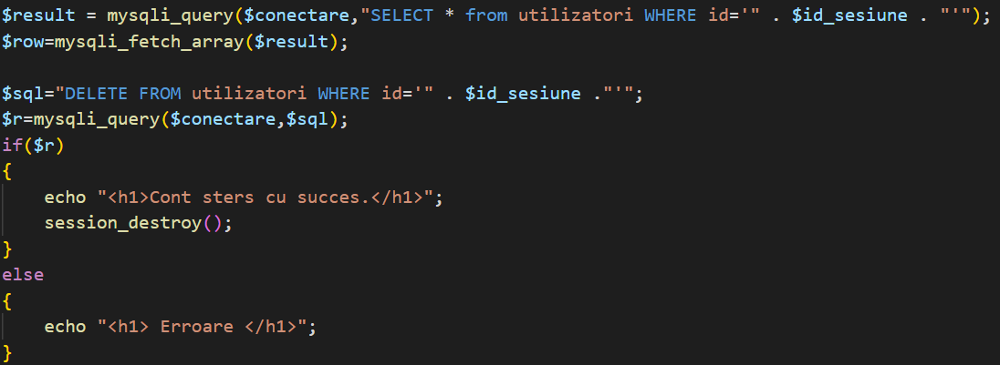 $result = mysqli_query($conectare,"SELECT * from utilizatori WHERE id='" . $id_sesiune . "'");
$row=mysqli_fetch_array($result);
$sql="DELETE FROM utilizatori WHERE id='" . $id_sesiune ."'";
$r=mysqli_query($conectare,$sql);
if($r)
{
    echo "<h1>Cont sters cu succes.</h1>";
    session_destroy();
}
else
{
    echo "<h1> Erroare </h1>";
}